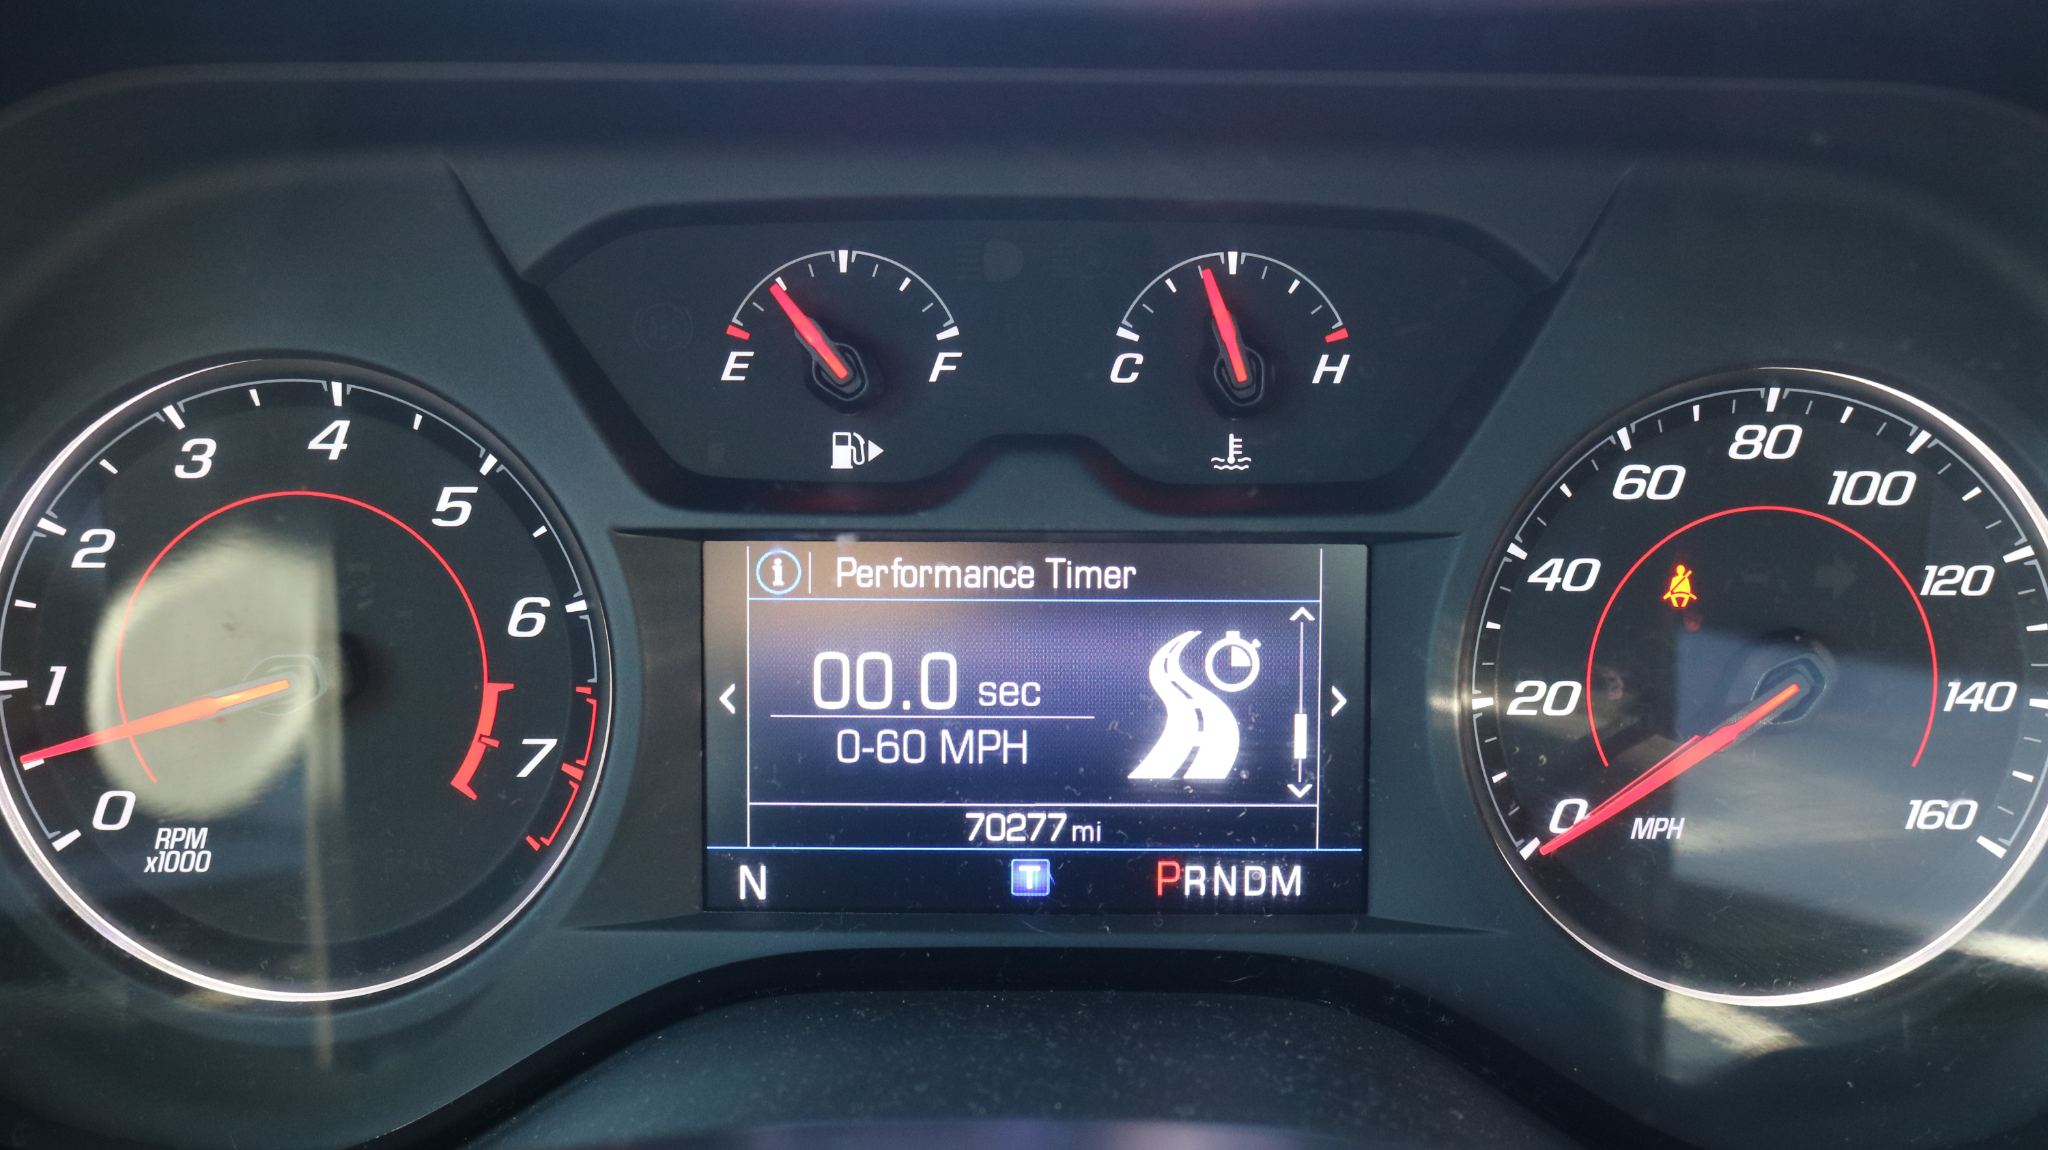 E
F
C
H
0
1
2
3
4
5
6
7
RPM
x1000
i
Performance Timer
00.0 sec
0-60 MPH
70277 mi
N
T
PRNDM
0
20
40
60
80
100
120
140
160
MPH